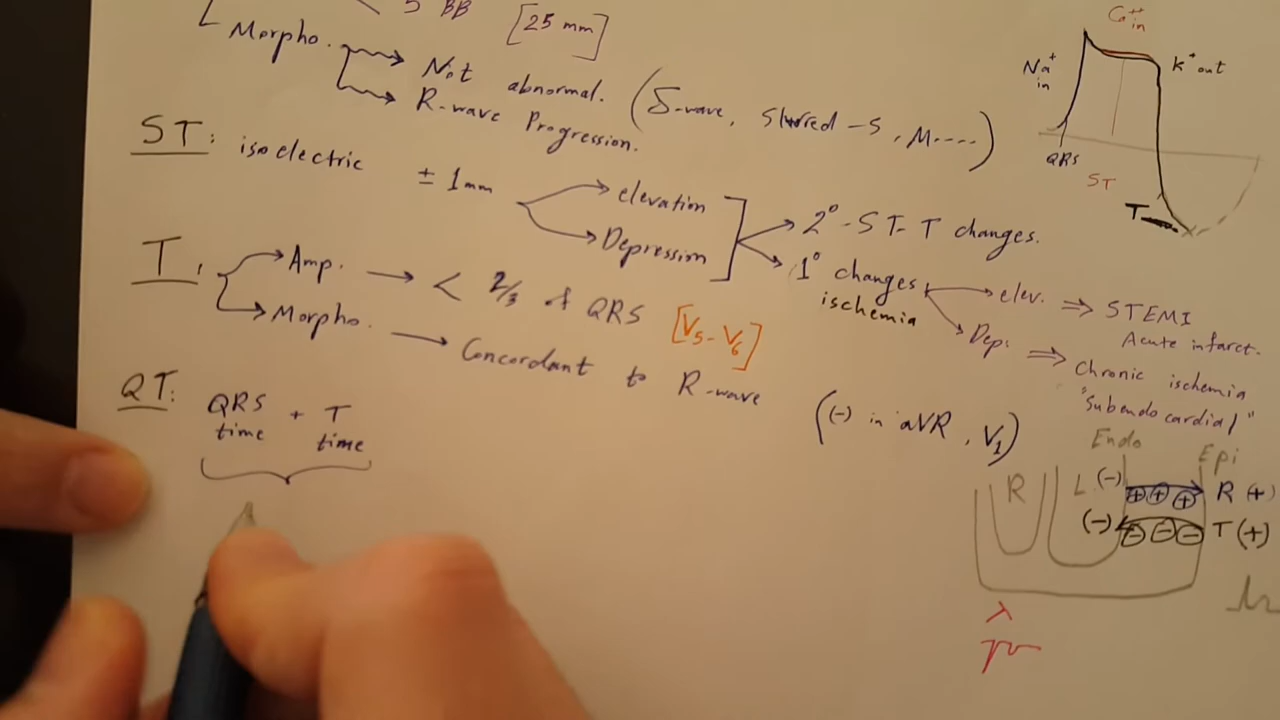 5 BB [25 mm]
Morpho. Not abnormal. (δ-wave, Slurred -S, M....)
R-wave Progression.
ST: isoelectric ± 1mm elevation
Depression
2° -ST-T changes.
1° changes
ischemia
elev. ⇒ STEMI
Acute infarct.
Dep: ⇒ Chronic ischemia
"Subendocardial"
T, Amp. → < 2/3 of QRS [V5-V6]
Morpho. → Concordant to R-wave ((-) in aVR, V1)
QT: QRS + T
time time
Ca++
in
Na+
in
K+ out
QRS
ST
T
Endo Epi
R L (-) + + + R (+)
(-) - - - T (+)